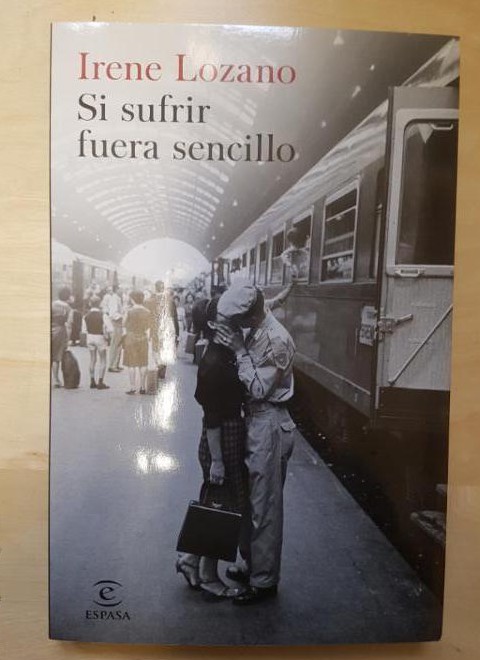 Irene Lozano
Si sufrir
fuera sencillo
ESPASA